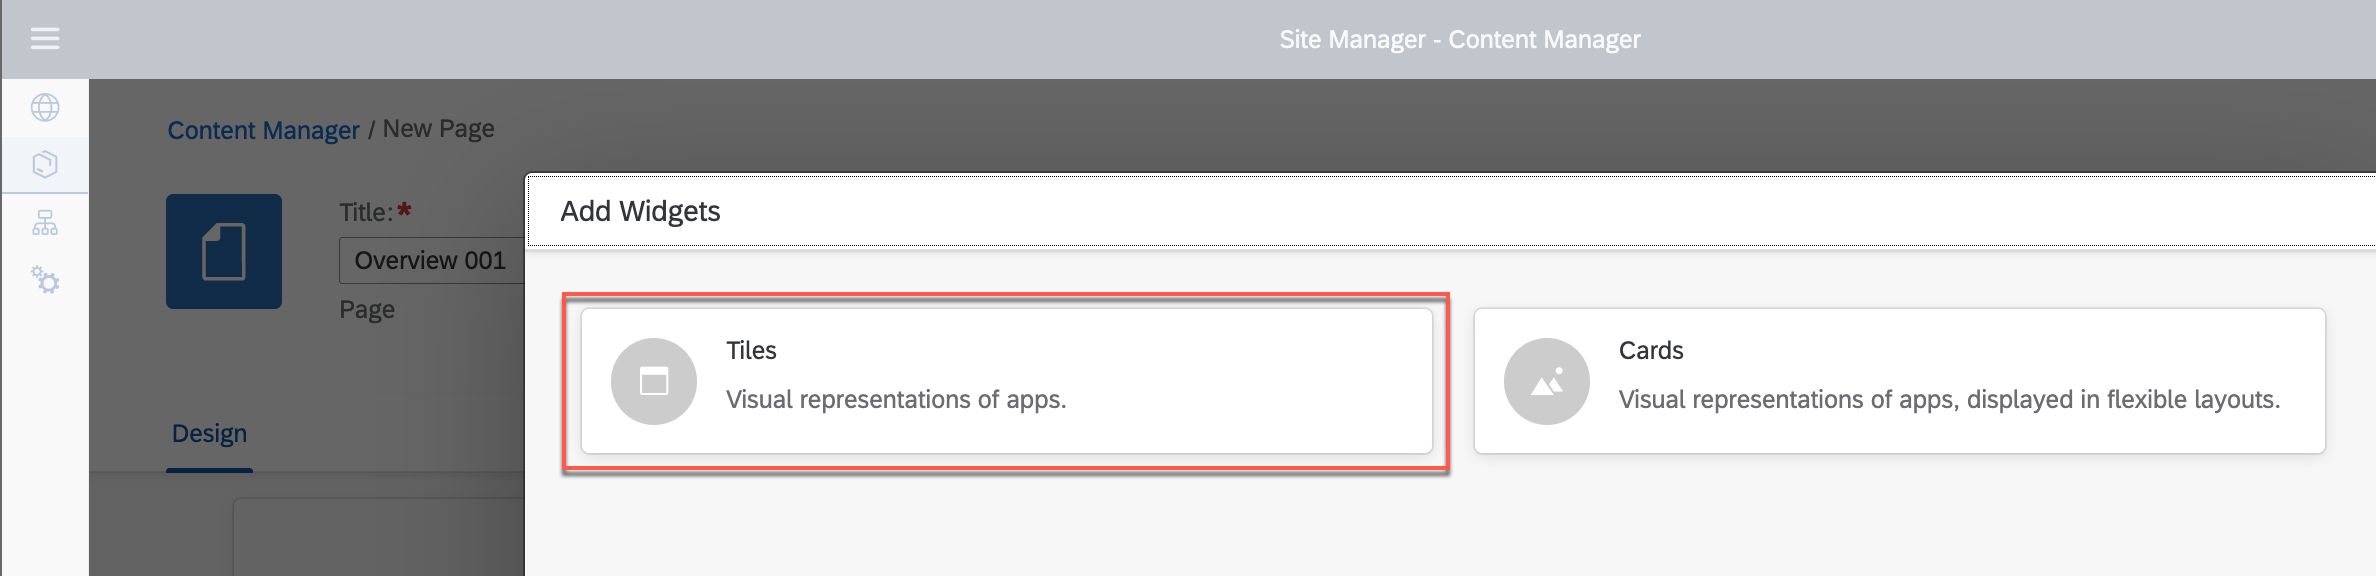 Site Manager - Content Manager
Content Manager / New Page
Title:*
Overview 001
Page
Design
Add Widgets
Tiles
Visual representations of apps.
Cards
Visual representations of apps, displayed in flexible layouts.